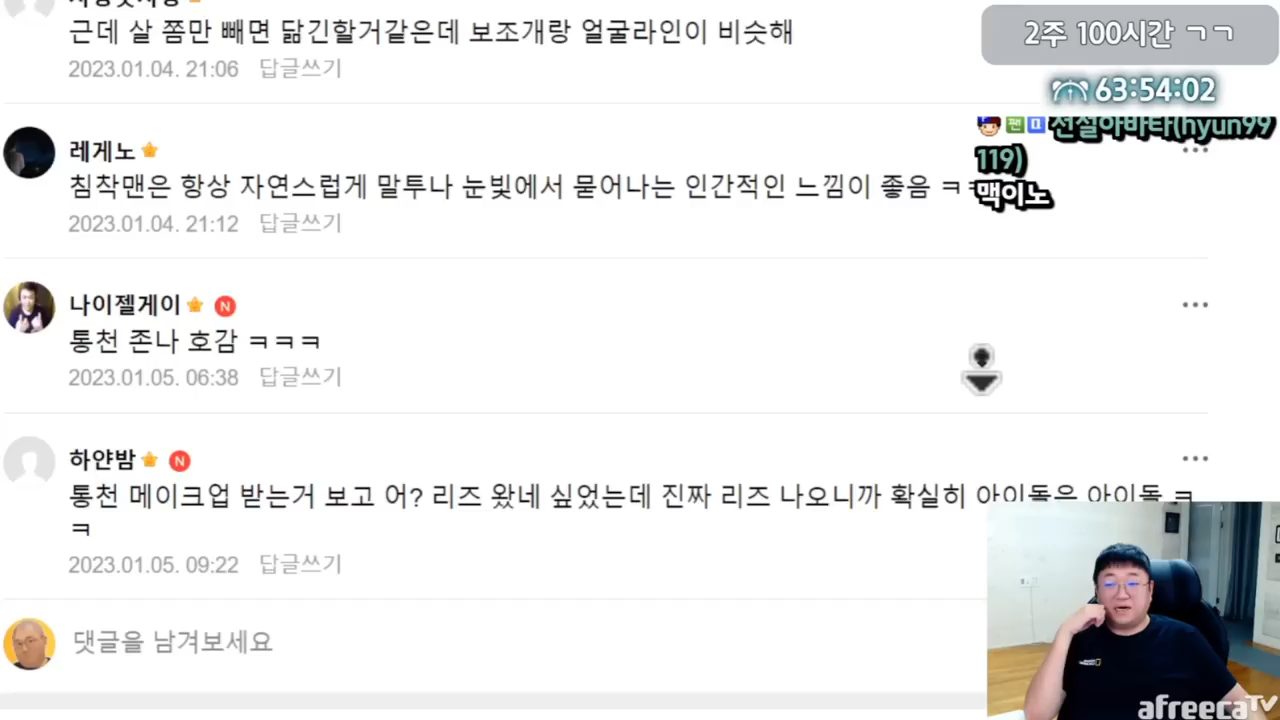 근데 살 쫌만 빼면 닮긴할거같은데 보조개랑 얼굴라인이 비슷해
2023.01.04. 21:06 답글쓰기
2주 100시간 ㄱㄱ
63:54:02
팬
전설아바타(hyun99
119)
맥이노
레게노
침착맨은 항상 자연스럽게 말투나 눈빛에서 묻어나는 인간적인 느낌이 좋음 ㅋ
2023.01.04. 21:12 답글쓰기
나이젤게이 N
통천 존나 호감 ㅋㅋㅋ
2023.01.05. 06:38 답글쓰기
하얀밤 N
통천 메이크업 받는거 보고 어? 리즈 왔네 싶었는데 진짜 리즈 나오니까 확실히 아이돌은 아이돌 ㅋ
ㅋ
2023.01.05. 09:22 답글쓰기
댓글을 남겨보세요
afreecaTV